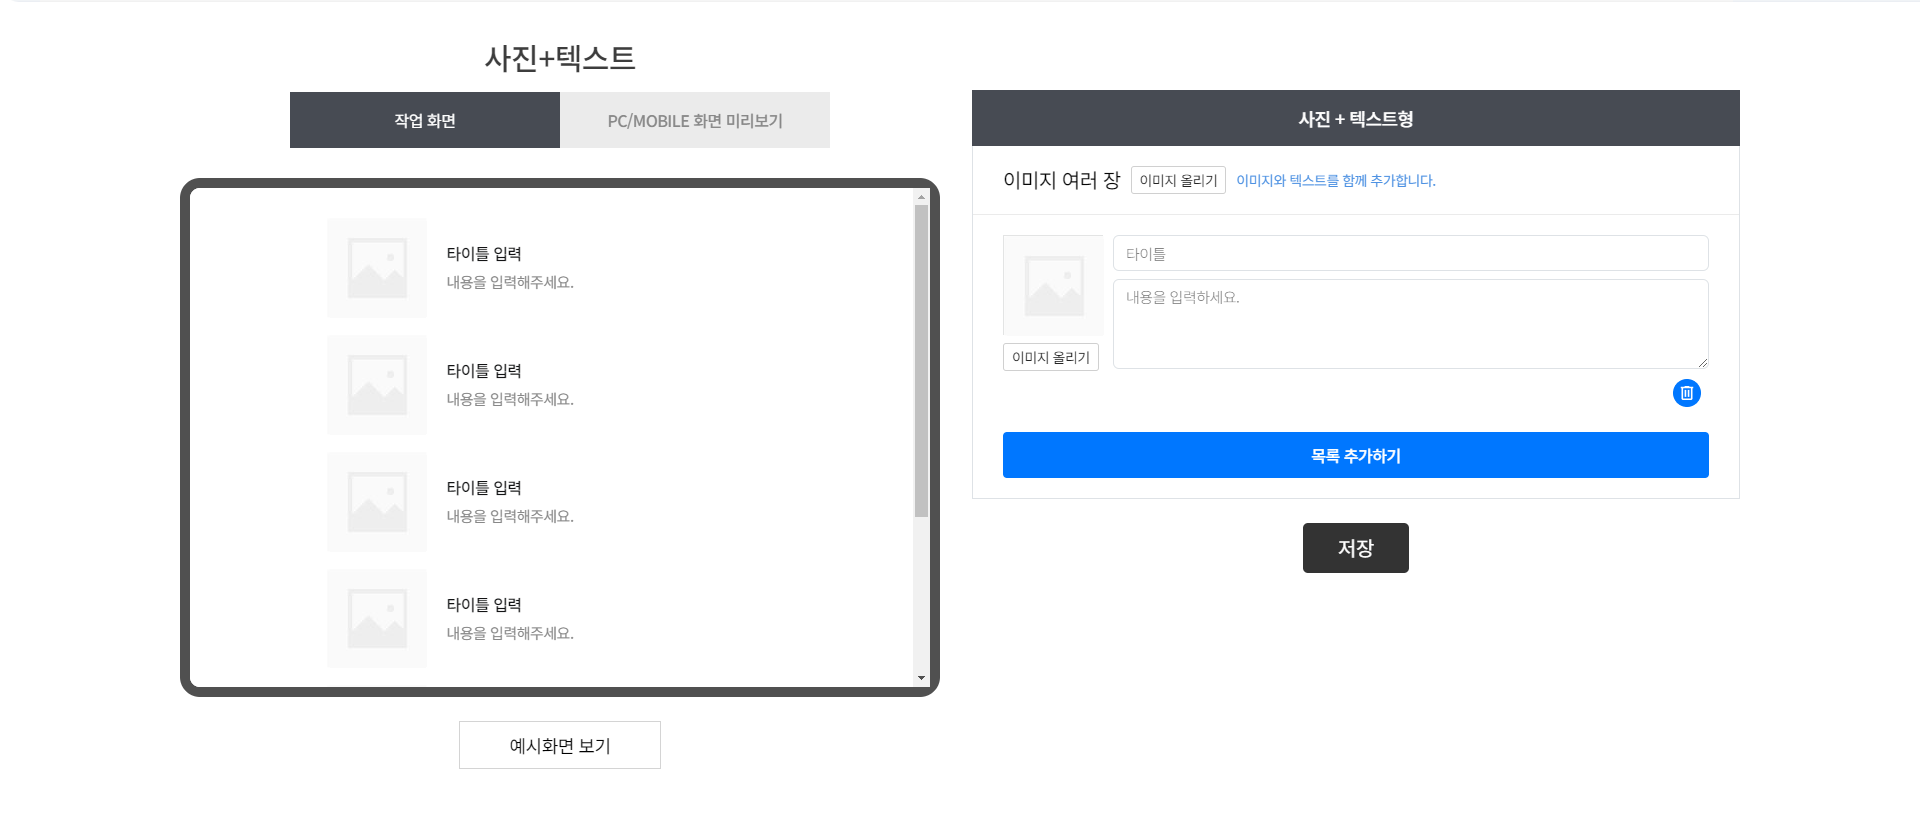 사진+텍스트
작업 화면
PC/MOBILE 화면 미리보기
타이틀 입력
내용을 입력해주세요.
타이틀 입력
내용을 입력해주세요.
타이틀 입력
내용을 입력해주세요.
타이틀 입력
내용을 입력해주세요.
예시화면 보기
사진 + 텍스트형
이미지 여러 장 이미지 올리기 이미지와 텍스트를 함께 추가합니다.
타이틀
내용을 입력하세요.
이미지 올리기
목록 추가하기
저장